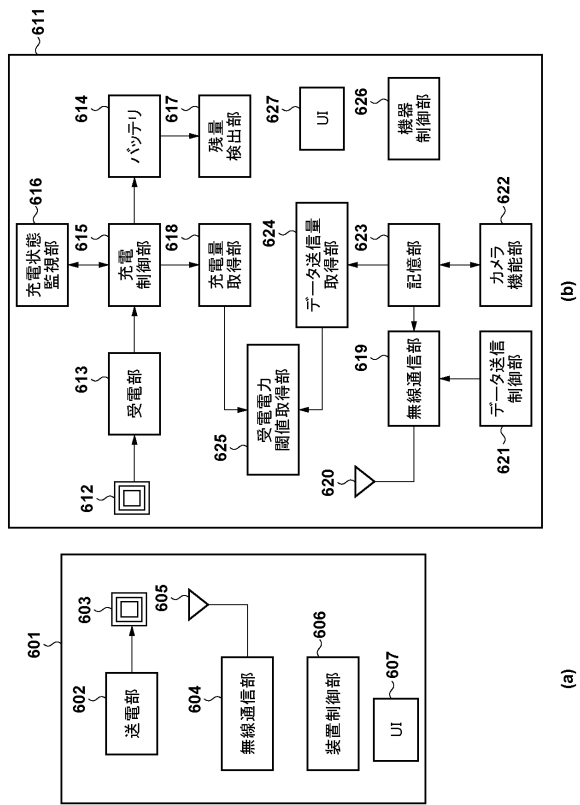 601
602
送電部
603
604
無線通信部
605
606
装置制御部
607
UI
(a)
611
612
613
受電部
615
充電
制御部
616
充電状態
監視部
614
バッテリ
617
残量
検出部
618
充電量
取得部
625
受電電力
閾値取得部
624
データ送信量
取得部
627
UI
626
機器
制御部
620
619
無線通信部
623
記憶部
621
データ送信
制御部
622
カメラ
機能部
(b)